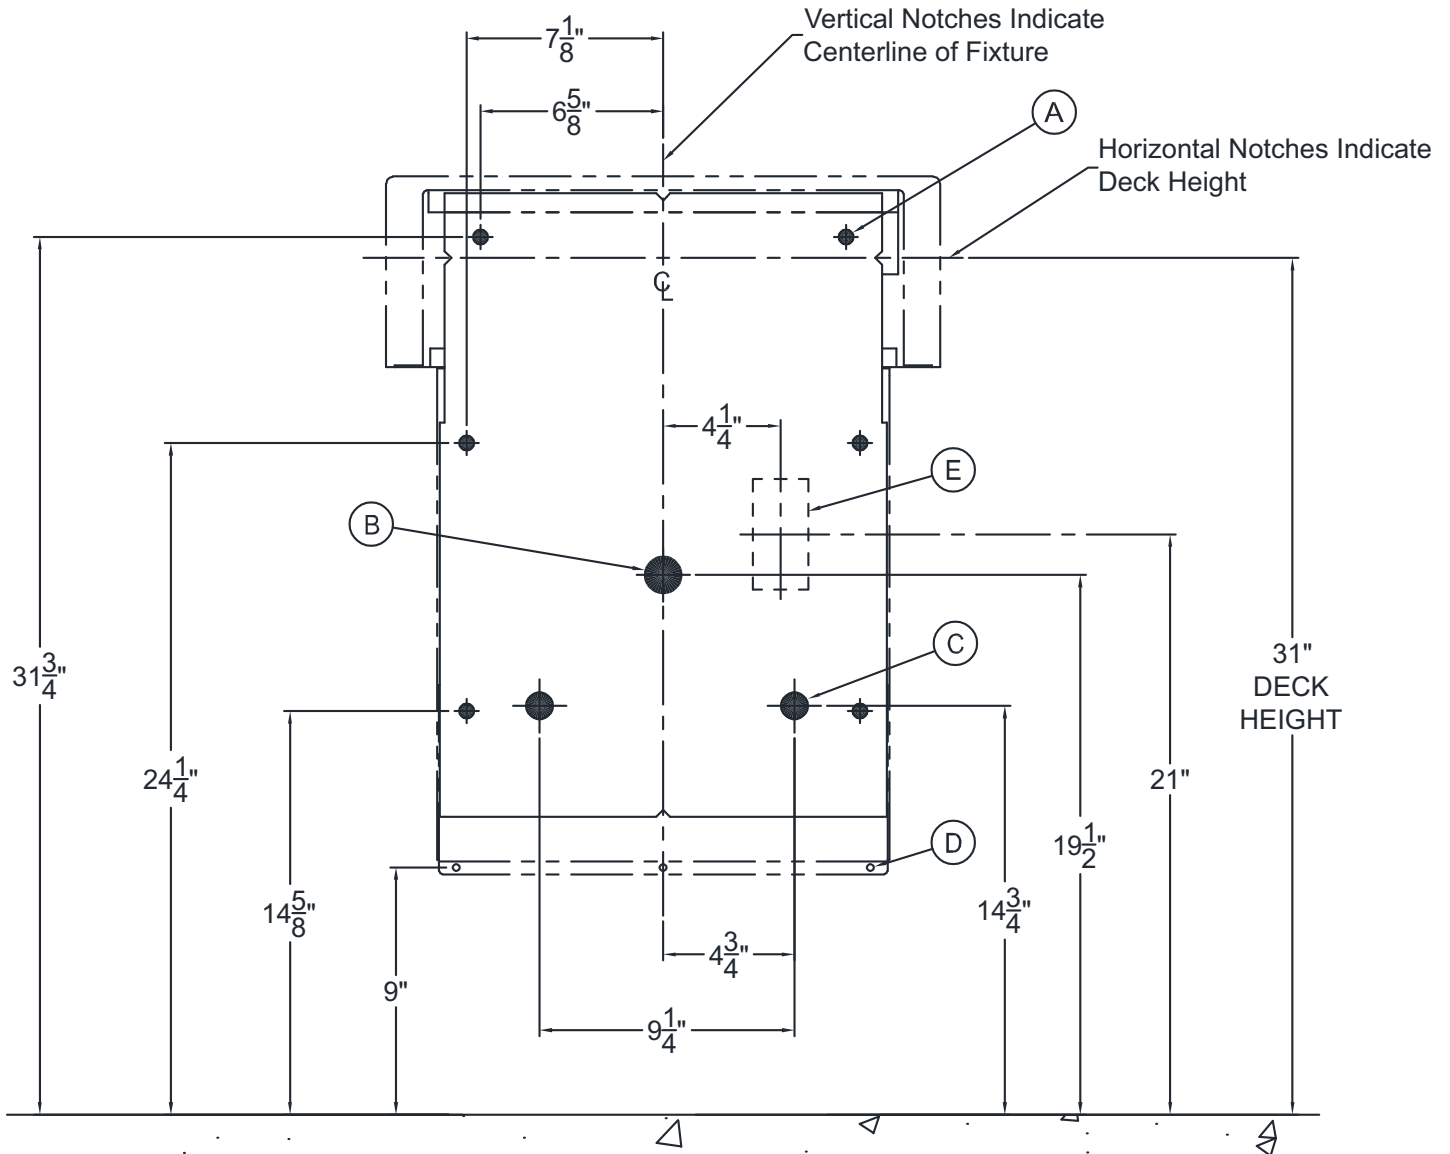 Vertical Notches Indicate
Centerline of Fixture
7 1/8"
6 5/8"
A
Horizontal Notches Indicate
Deck Height
℄
4 1/4"
E
B
C
31 3/4"
31"
DECK
HEIGHT
24 1/4"
21"
19 1/2"
D
14 5/8"
14 3/4"
4 3/4"
9"
9 1/4"